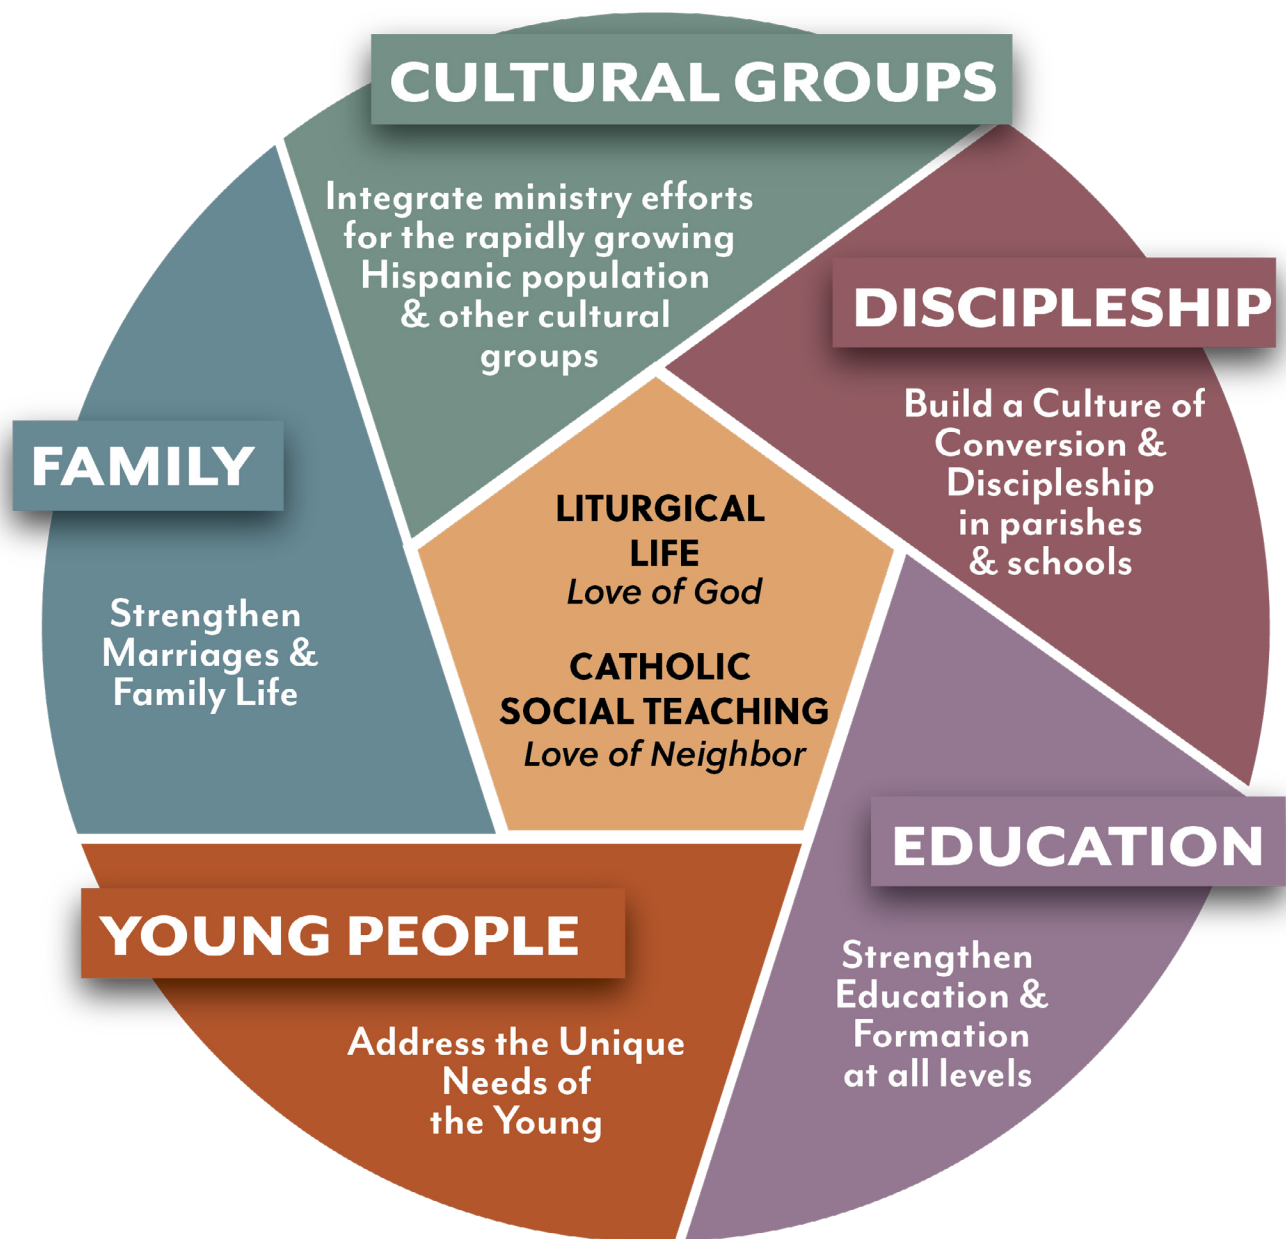 CULTURAL GROUPS
Integrate ministry efforts
for the rapidly growing
Hispanic population
& other cultural
groups
DISCIPLESHIP
Build a Culture of
Conversion &
Discipleship
in parishes
& schools
FAMILY
Strengthen
Marriages &
Family Life
LITURGICAL
LIFE
Love of God
CATHOLIC
SOCIAL TEACHING
Love of Neighbor
EDUCATION
Strengthen
Education &
Formation
at all levels
YOUNG PEOPLE
Address the Unique
Needs of
the Young